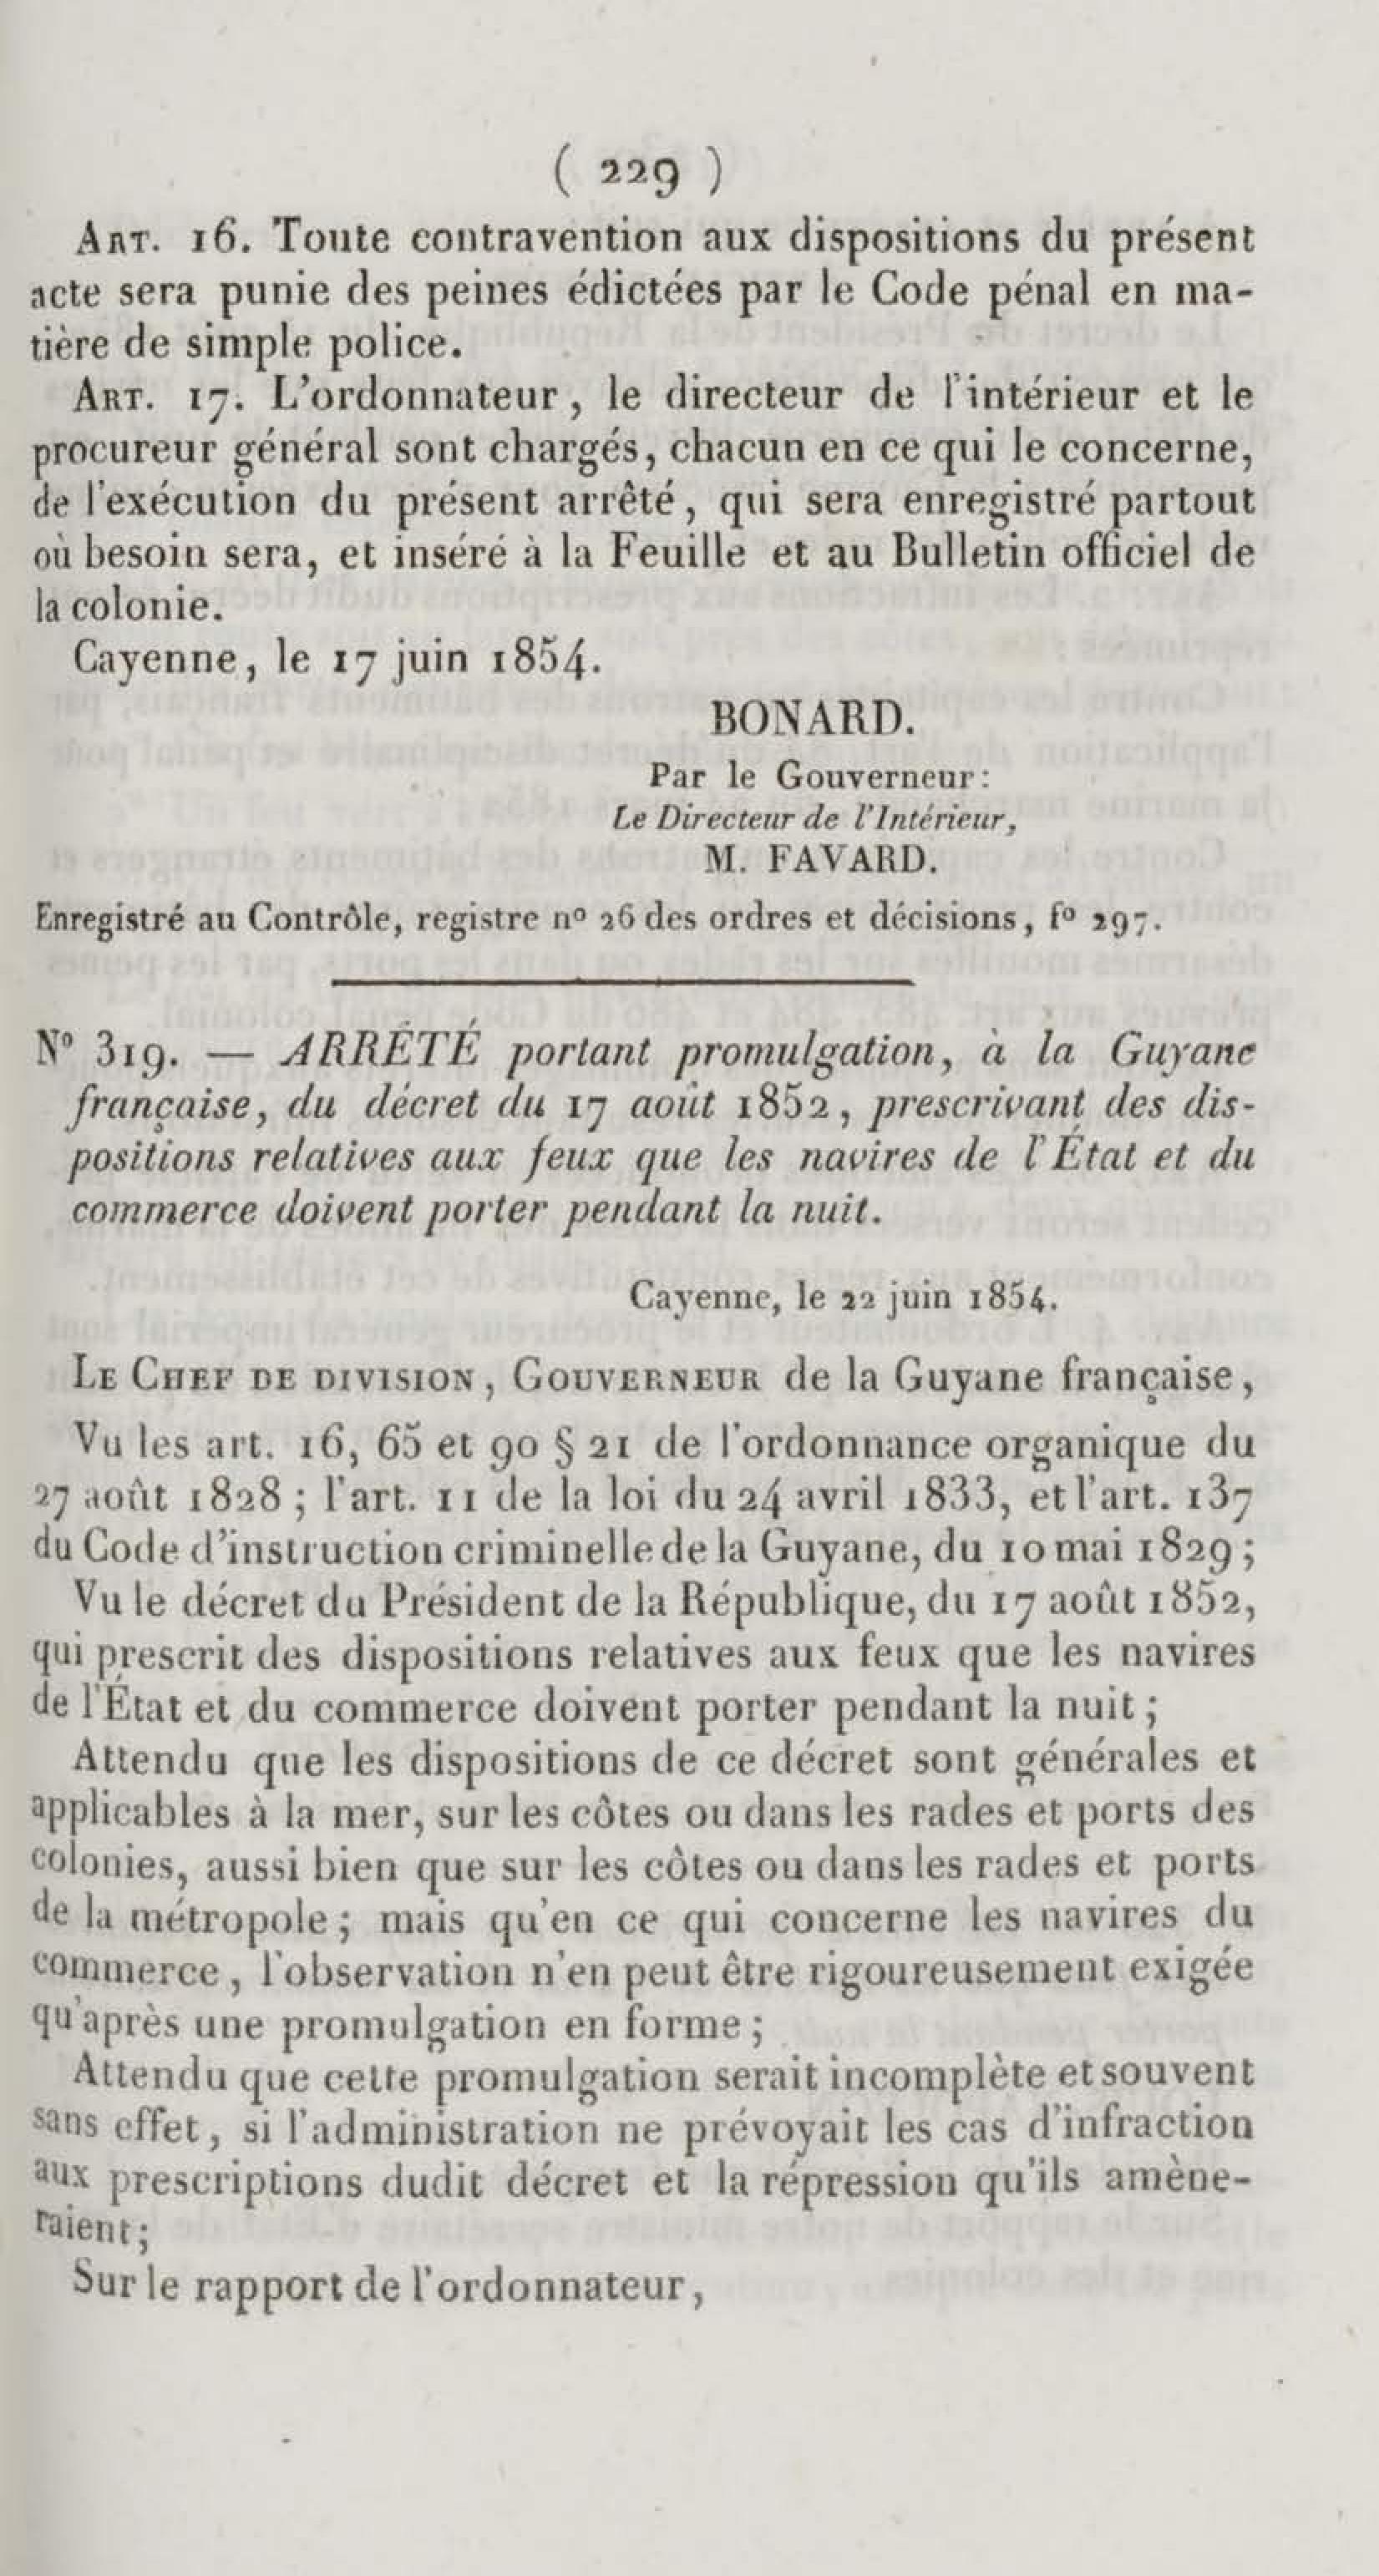 ( 229 )
ART. 16. Toute contravention aux dispositions du présent
acte sera punie des peines édictées par le Code pénal en ma-
tière de simple police.
ART. 17. L'ordonnateur, le directeur de l'intérieur et le
procureur général sont chargés, chacun en ce qui le concerne,
de l'exécution du présent arrêté, qui sera enregistré partout
où besoin sera, et inséré à la Feuille et au Bulletin officiel de
la colonie.
Cayenne, le 17 juin 1854.
BONARD.
Par le Gouverneur:
Le Directeur de l'Intérieur,
M. FAVARD.
Enregistré au Contrôle, registre nº 26 des ordres et décisions, fº 297.
Nº 319. — ARRÊTÉ portant promulgation, à la Guyane
française, du décret du 17 août 1852, prescrivant des dis-
positions relatives aux feux que les navires de l'État et du
commerce doivent porter pendant la nuit.
Cayenne, le 22 juin 1854.
LE CHEF DE DIVISION, GOUVERNEUR de la Guyane française,
Vu les art. 16, 65 et 90 § 21 de l'ordonnance organique du
27 août 1828; l'art. 11 de la loi du 24 avril 1833, et l'art. 137
du Code d'instruction criminelle de la Guyane, du 10 mai 1829;
Vu le décret du Président de la République, du 17 août 1852,
qui prescrit des dispositions relatives aux feux que les navires
de l'État et du commerce doivent porter pendant la nuit;
Attendu que les dispositions de ce décret sont générales et
applicables à la mer, sur les côtes ou dans les rades et ports des
colonies, aussi bien que sur les côtes ou dans les rades et ports
de la métropole; mais qu'en ce qui concerne les navires du
commerce, l'observation n'en peut être rigoureusement exigée
qu'après une promulgation en forme;
Attendu que cette promulgation serait incomplète et souvent
sans effet, si l'administration ne prévoyait les cas d'infraction
aux prescriptions dudit décret et la répression qu'ils amène-
raient;
Sur le rapport de l'ordonnateur,